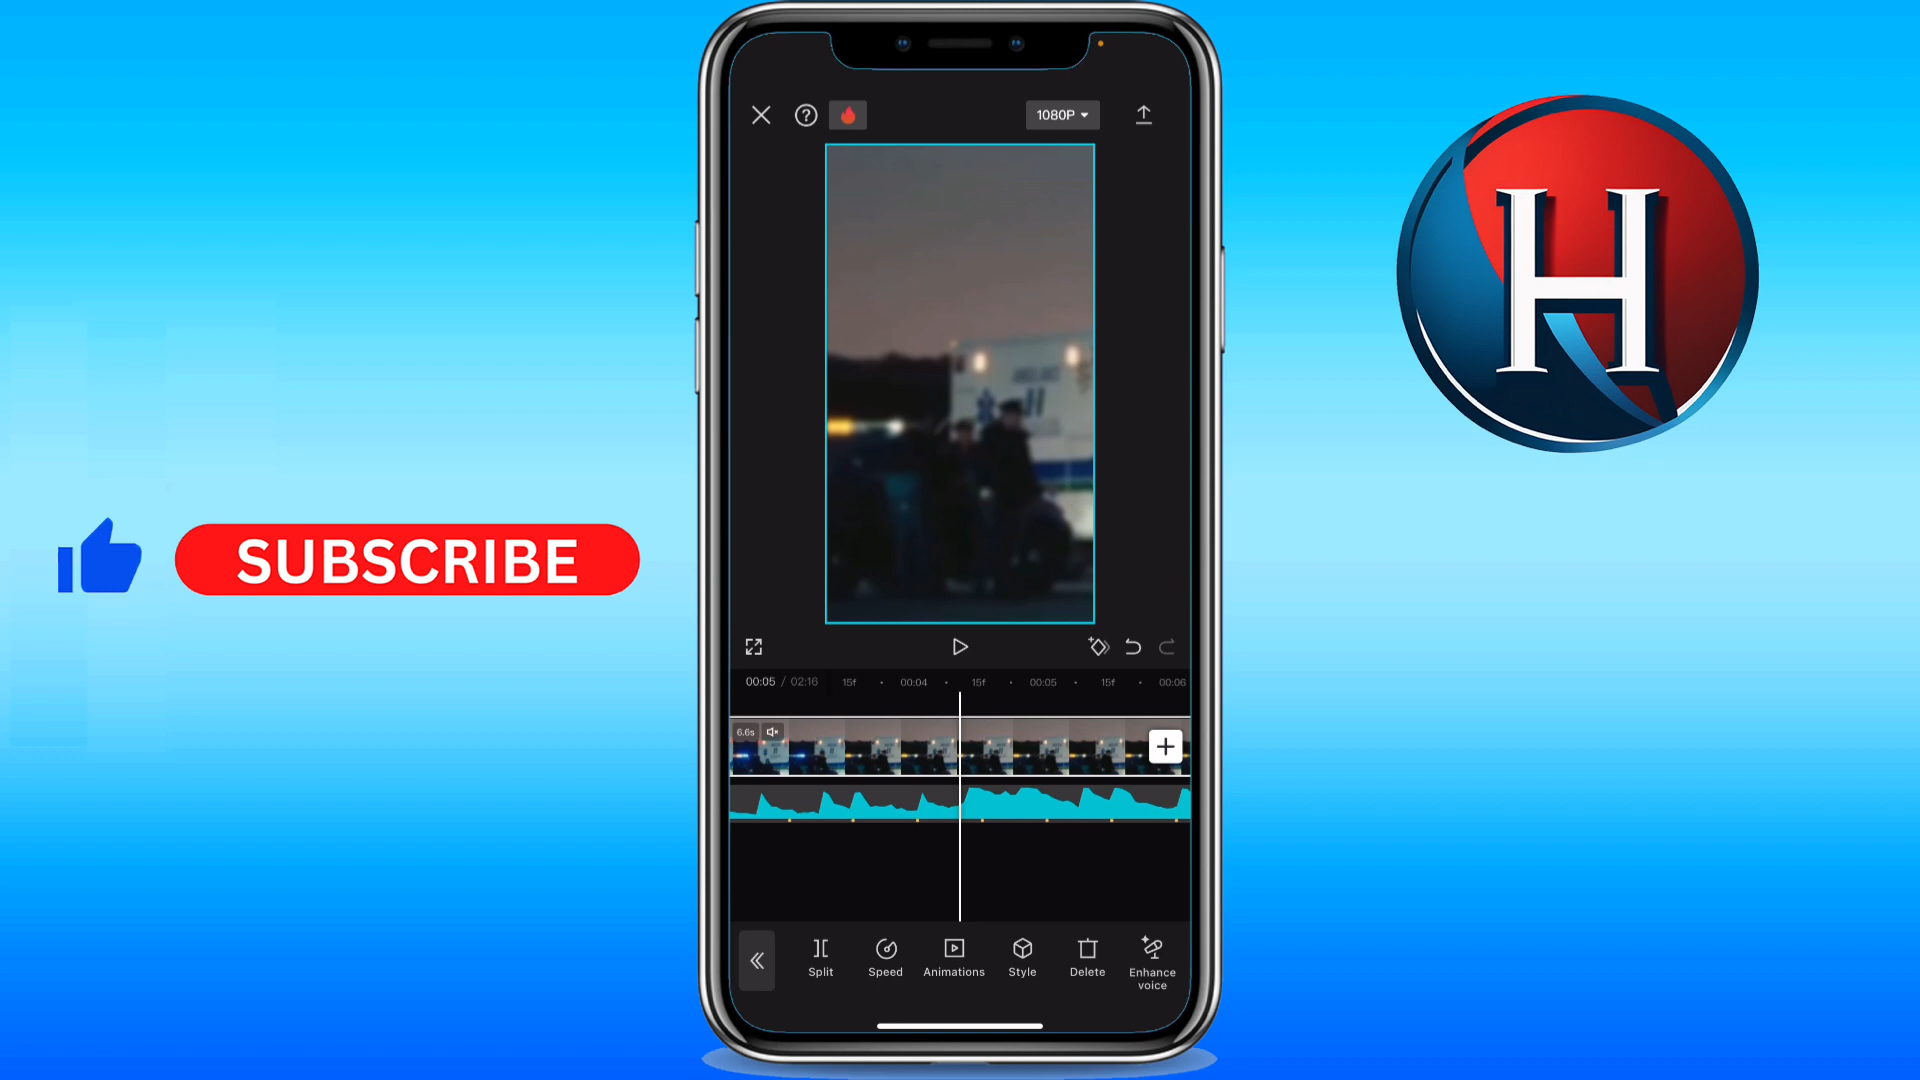 1080P
H
SUBSCRIBE
00:05 / 02:16 15f 00:04 15f 00:05 15f 00:06
6.6s
Split Speed Animations Style Delete Enhance voice